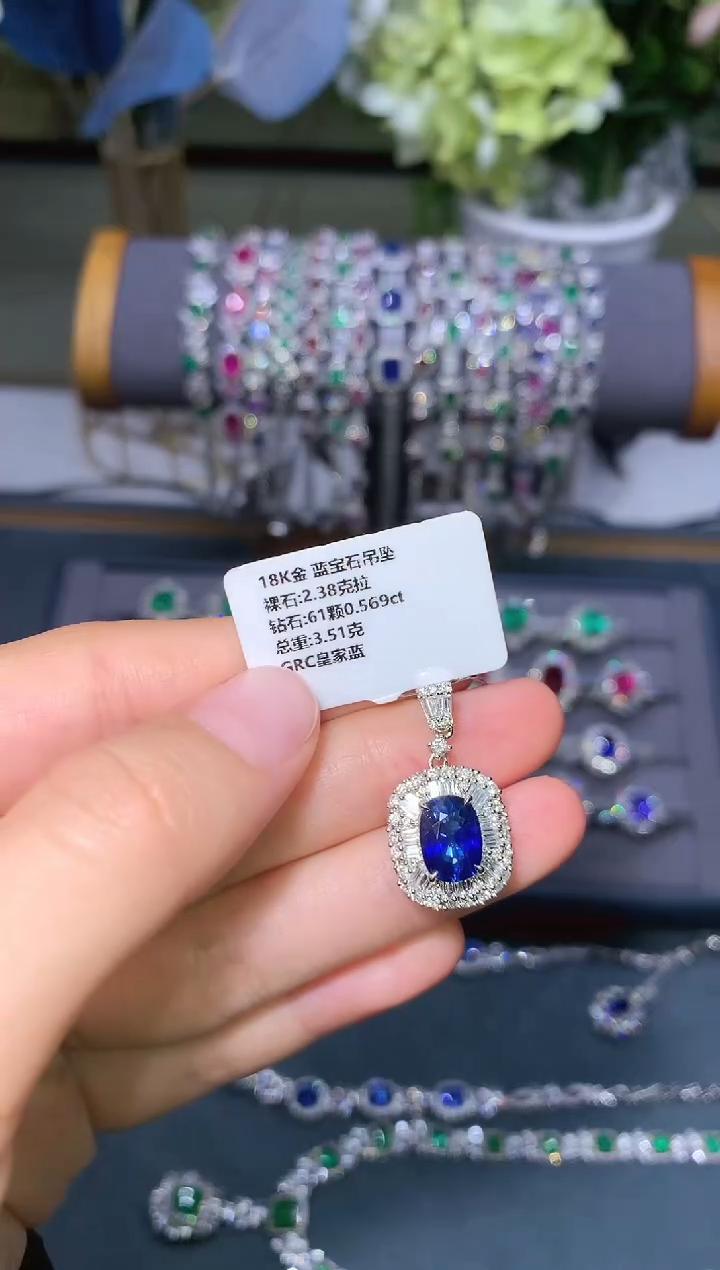 18K金 蓝宝石吊坠
裸石:2.38克拉
钻石:61颗0.569ct
总重:3.51克
GRC皇家蓝